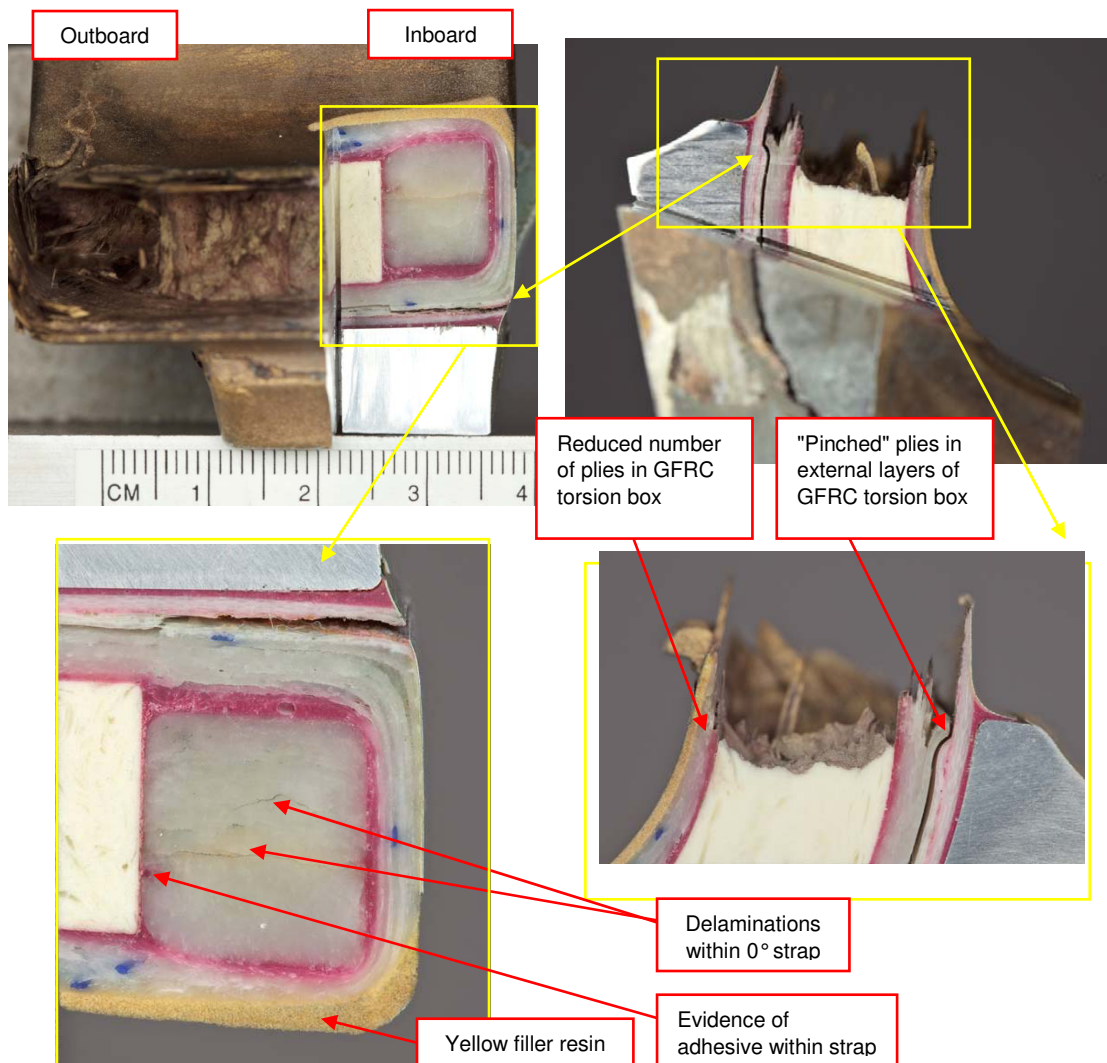 Outboard
Inboard
CM 1 2 3 4
Reduced number
of plies in GFRC
torsion box
"Pinched" plies in
external layers of
GFRC torsion box
Delaminations
within 0° strap
Evidence of
adhesive within strap
Yellow filler resin